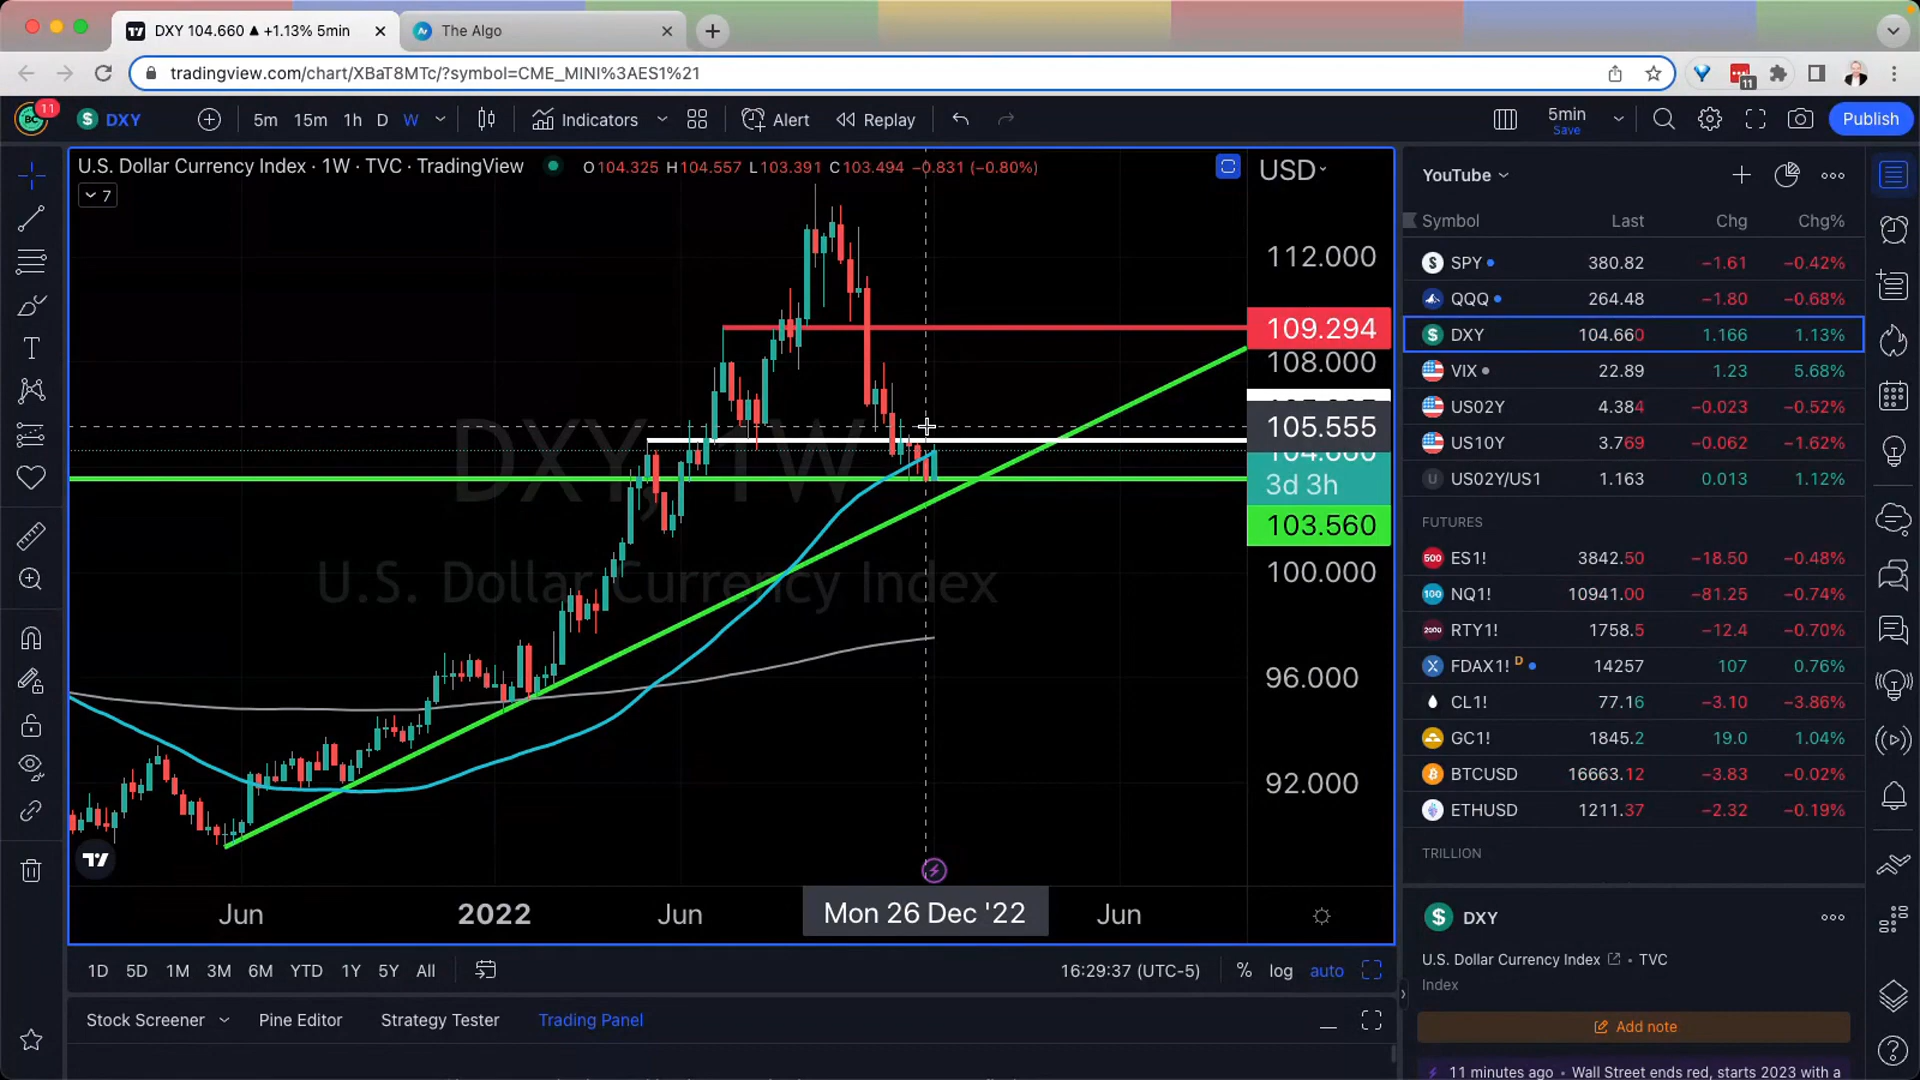 DXY 104.660 ▲ +1.13% 5min
The Algo
tradingview.com/chart/XBaT8MTc/?symbol=CME_MINI%3AES1%21
11
11
DXY
5m 15m 1h D W
Indicators
Alert
Replay
5min
Save
Publish
U.S. Dollar Currency Index · 1W · TVC · TradingView
O104.325 H104.557 L103.391 C103.494 −0.831 (−0.80%)
7
USD
DXY, 1W
U.S. Dollar Currency Index
112.000
109.294
108.000
105.555
104.660
3d 3h
103.560
100.000
96.000
92.000
Jun 2022 Jun Mon 26 Dec '22 Jun
1D 5D 1M 3M 6M YTD 1Y 5Y All
16:29:37 (UTC-5) % log auto
Stock Screener Pine Editor Strategy Tester Trading Panel
YouTube
Symbol Last Chg Chg%
SPY 380.82 −1.61 −0.42%
QQQ 264.48 −1.80 −0.68%
DXY 104.660 1.166 1.13%
VIX 22.89 1.23 5.68%
US02Y 4.384 −0.023 −0.52%
US10Y 3.769 −0.062 −1.62%
U US02Y/US1 1.163 0.013 1.12%
FUTURES
500 ES1! 3842.50 −18.50 −0.48%
100 NQ1! 10941.00 −81.25 −0.74%
2000 RTY1! 1758.5 −12.4 −0.70%
FDAX1! D 14257 107 0.76%
CL1! 77.16 −3.10 −3.86%
GC1! 1845.2 19.0 1.04%
BTCUSD 16663.12 −3.83 −0.02%
ETHUSD 1211.37 −2.32 −0.19%
TRILLION
DXY
U.S. Dollar Currency Index • TVC
Index
Add note
11 minutes ago • Wall Street ends red, starts 2023 with a